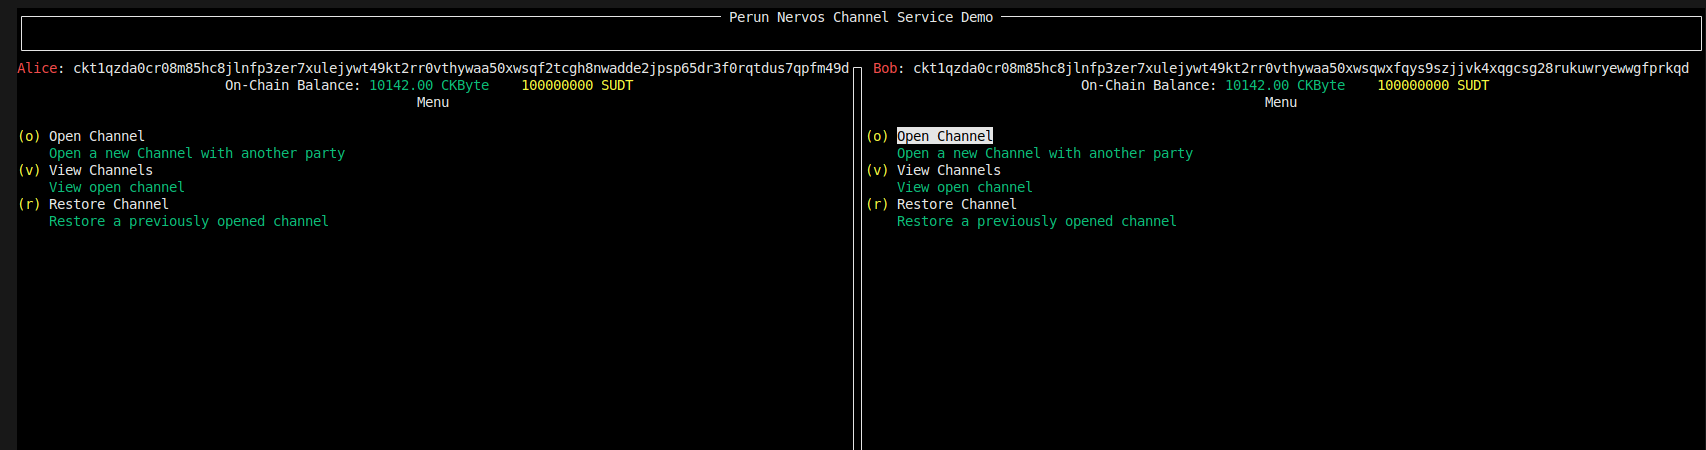 Perun Nervos Channel Service Demo
Alice: ckt1qzda0cr08m85hc8jlnfp3zer7xulejywt49kt2rr0vthywaa50xwsqf2tcgh8nwadde2jpsp65dr3f0rqtdus7qpfm49d
On-Chain Balance: 10142.00 CKByte 100000000 SUDT
Menu
(o) Open Channel
Open a new Channel with another party
(v) View Channels
View open channel
(r) Restore Channel
Restore a previously opened channel
Bob: ckt1qzda0cr08m85hc8jlnfp3zer7xulejywt49kt2rr0vthywaa50xwsqwxfqys9szjjvk4xqgcsg28rukuwryewwgfprkqd
On-Chain Balance: 10142.00 CKByte 100000000 SUDT
Menu
(o) Open Channel
Open a new Channel with another party
(v) View Channels
View open channel
(r) Restore Channel
Restore a previously opened channel